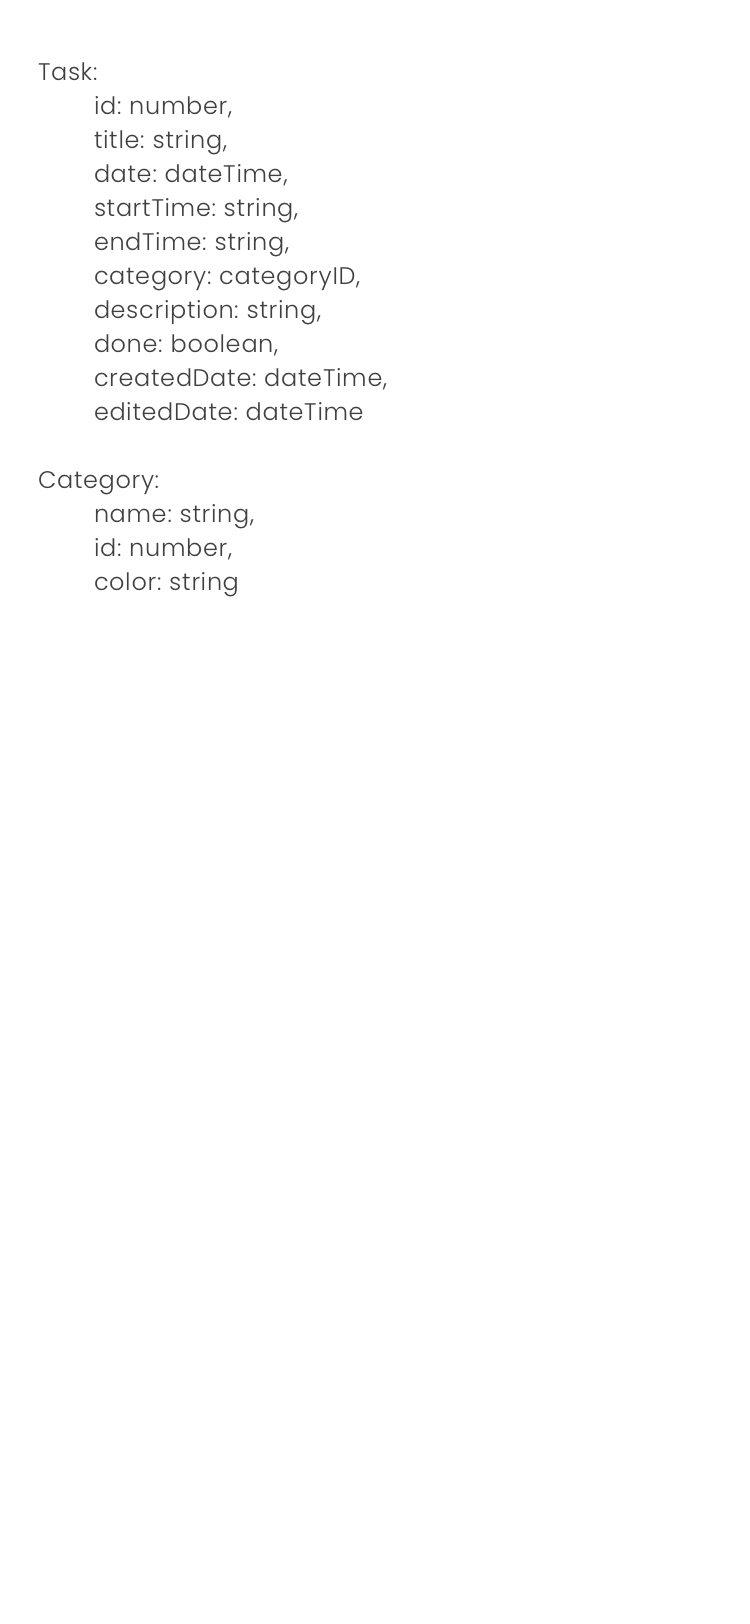 Task:
id: number,
title: string,
date: dateTime,
startTime: string,
endTime: string,
category: categoryID,
description: string,
done: boolean,
createdDate: dateTime,
editedDate: dateTime
Category:
name: string,
id: number,
color: string